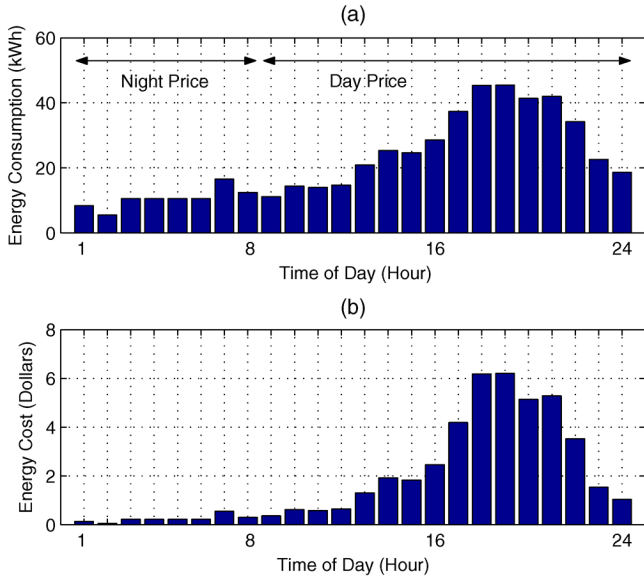 (a)
Energy Consumption (kWh)
60
40
20
0
Night Price
Day Price
1
8
16
24
Time of Day (Hour)
(b)
Energy Cost (Dollars)
8
6
4
2
0
1
8
16
24
Time of Day (Hour)